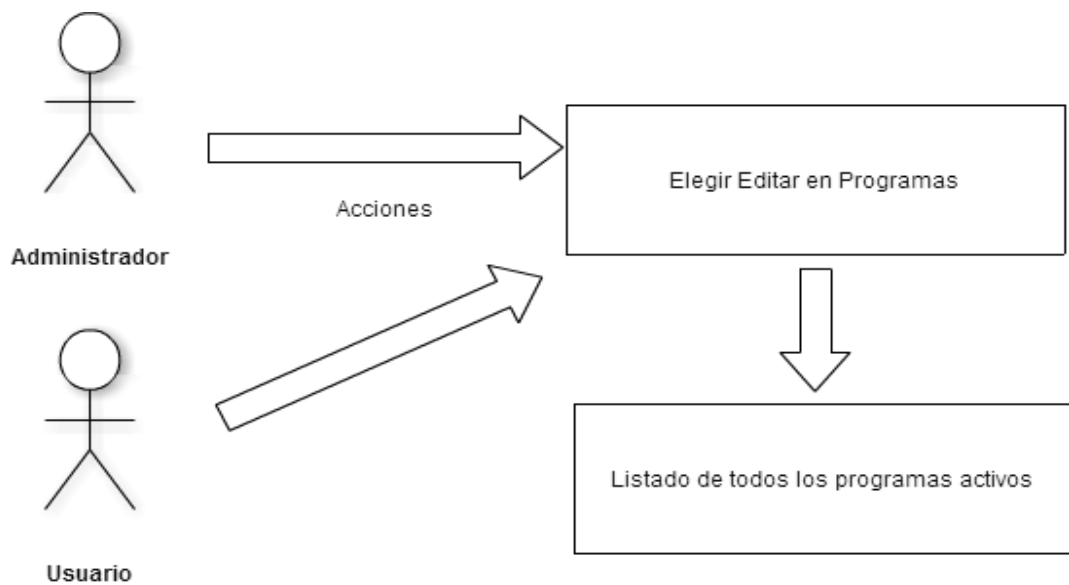 Elegir Editar en Programas
Acciones
Administrador
Listado de todos los programas activos
Usuario